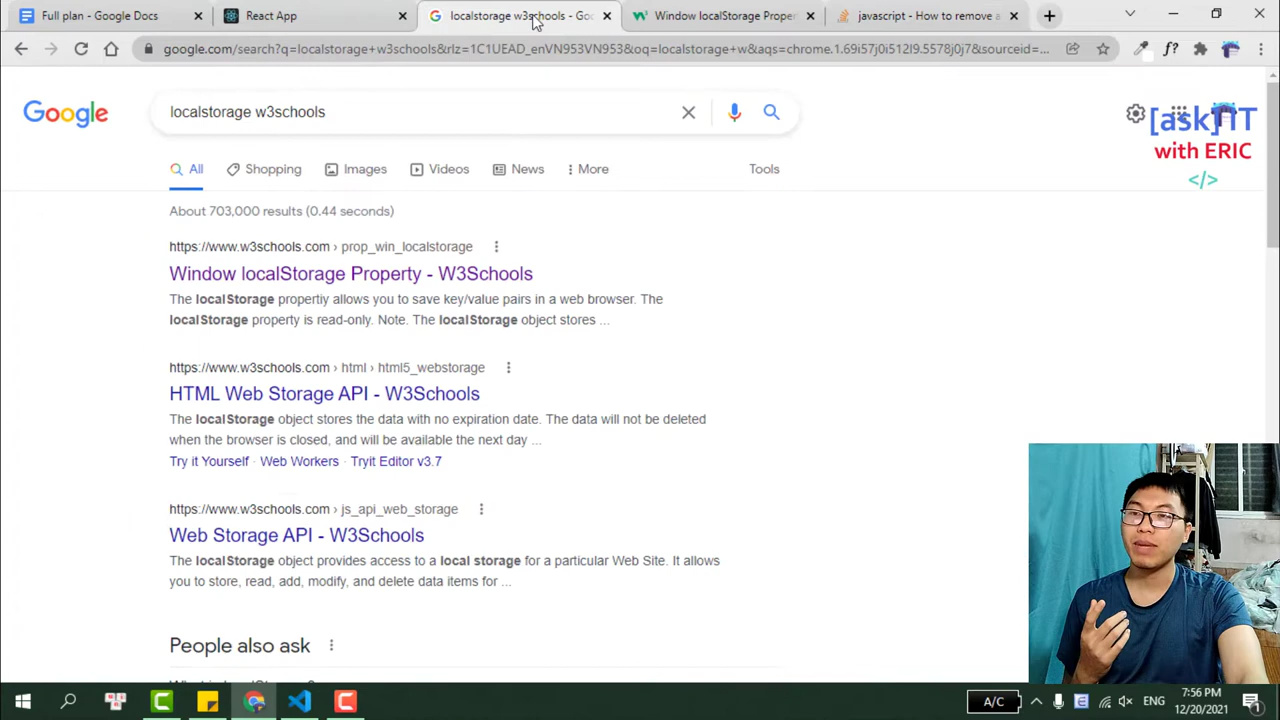 Full plan - Google Docs
React App
localstorage w3schools - Goo
Window localStorage Proper
javascript - How to remove a
google.com/search?q=localstorage+w3schools&rlz=1C1UEAD_enVN953VN953&oq=localstorage+w&aqs=chrome.1.69i57j0i512l9.5578j0j7&sourceid=...
f?
Google
localstorage w3schools
[ask]IT
with ERIC
</>
All
Shopping
Images
Videos
News
More
Tools
About 703,000 results (0.44 seconds)
https://www.w3schools.com › prop_win_localstorage
Window localStorage Property - W3Schools
The localStorage propertiy allows you to save key/value pairs in a web browser. The
localStorage property is read-only. Note. The localStorage object stores ...
https://www.w3schools.com › html › html5_webstorage
HTML Web Storage API - W3Schools
The localStorage object stores the data with no expiration date. The data will not be deleted
when the browser is closed, and will be available the next day ...
Try it Yourself · Web Workers · Tryit Editor v3.7
https://www.w3schools.com › js_api_web_storage
Web Storage API - W3Schools
The localStorage object provides access to a local storage for a particular Web Site. It allows
you to store, read, add, modify, and delete data items for ...
People also ask
A/C
ENG
7:56 PM
12/20/2021